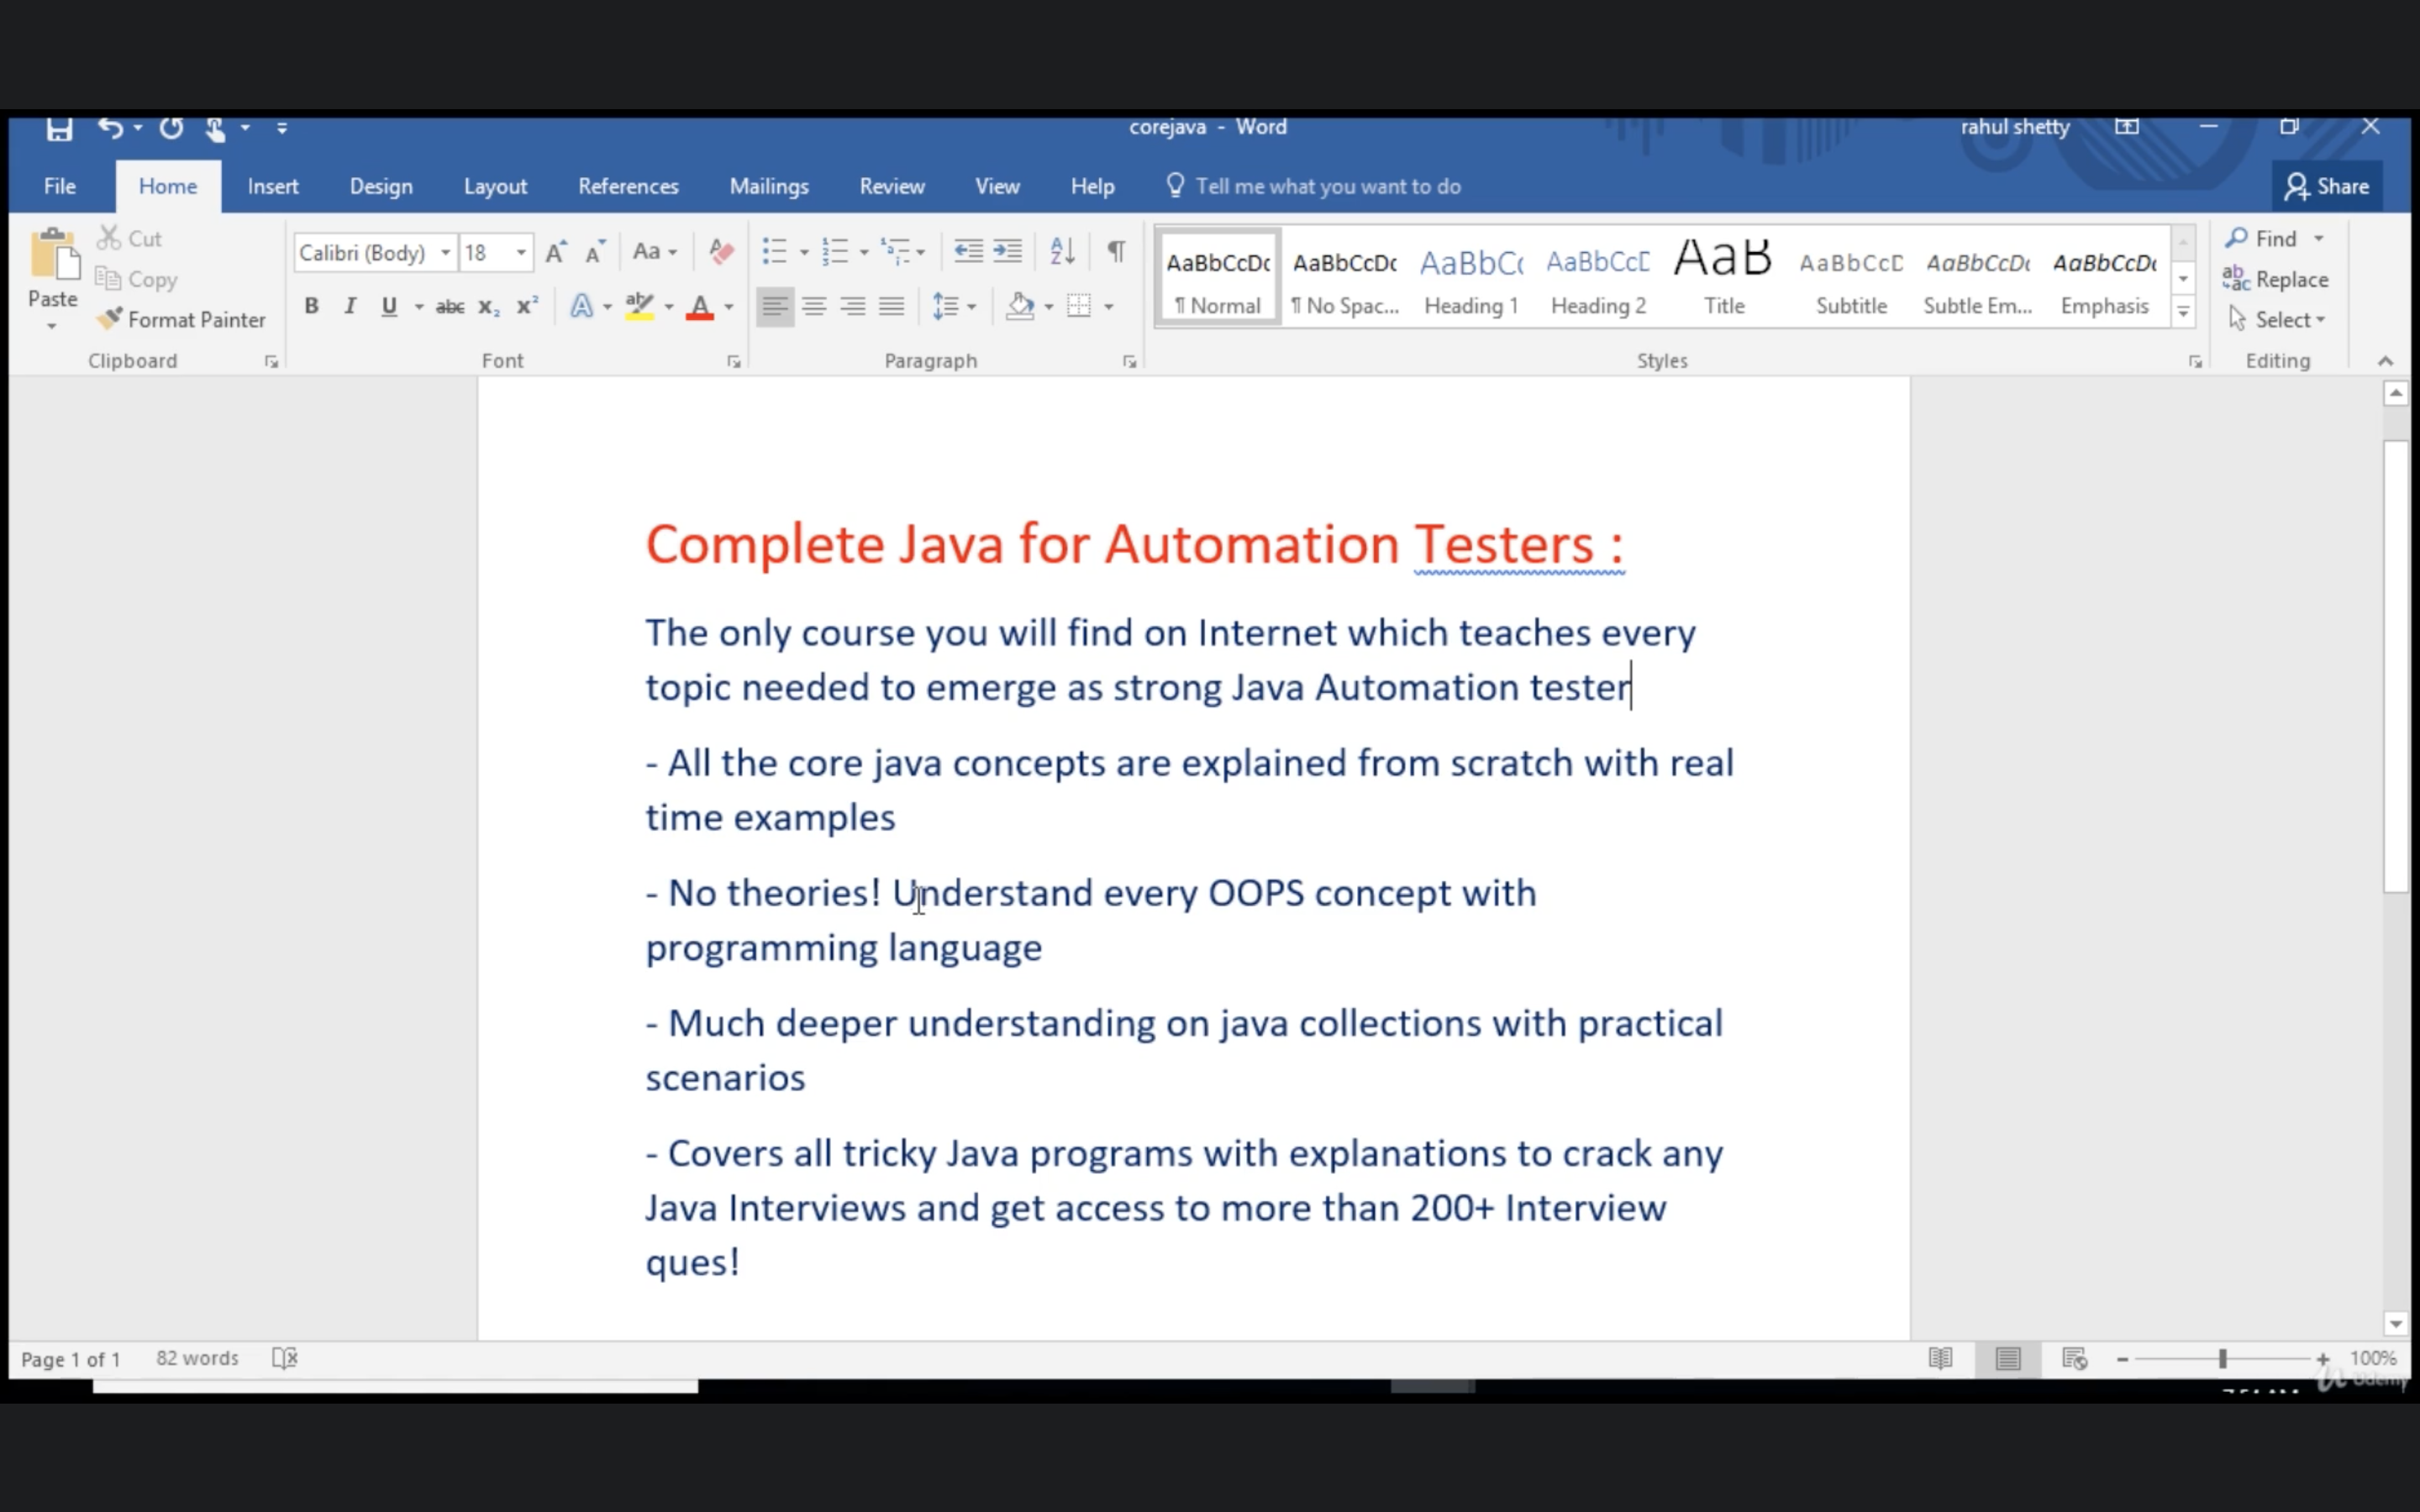 corejava - Word
rahul shetty
File Home Insert Design Layout References Mailings Review View Help Tell me what you want to do Share
Paste
Cut
Copy
Format Painter
Clipboard
Calibri (Body) 18
Font
Paragraph
AaBbCcDc AaBbCcDc AaBbC( AaBbCcD AaB AaBbCcD AaBbCcDc AaBbCcDc
¶ Normal ¶ No Spac... Heading 1 Heading 2 Title Subtitle Subtle Em... Emphasis
Styles
Find
Replace
Select
Editing
Complete Java for Automation Testers :
The only course you will find on Internet which teaches every
topic needed to emerge as strong Java Automation tester
- All the core java concepts are explained from scratch with real
time examples
- No theories! Understand every OOPS concept with
programming language
- Much deeper understanding on java collections with practical
scenarios
- Covers all tricky Java programs with explanations to crack any
Java Interviews and get access to more than 200+ Interview
ques!
Page 1 of 1 82 words 100%
Udemy